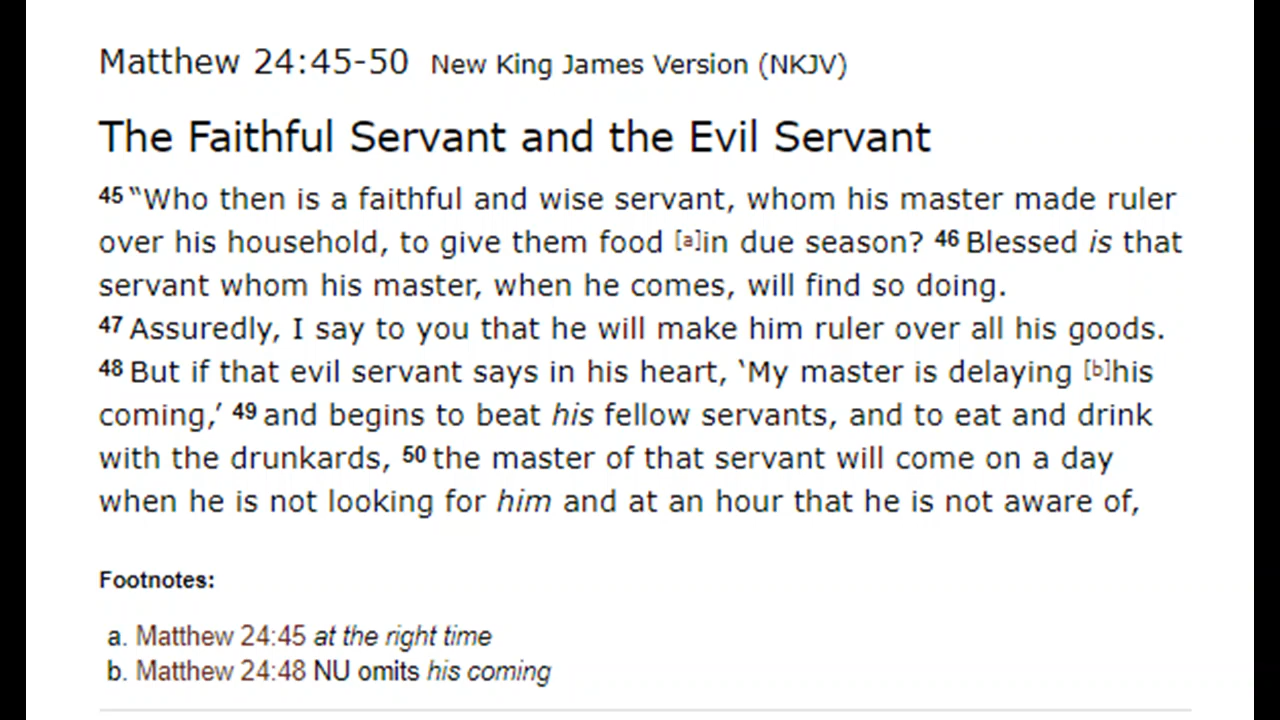 Matthew 24:45-50 New King James Version (NKJV)
The Faithful Servant and the Evil Servant
45 “Who then is a faithful and wise servant, whom his master made ruler
over his household, to give them food [a]in due season? 46 Blessed is that
servant whom his master, when he comes, will find so doing.
47 Assuredly, I say to you that he will make him ruler over all his goods.
48 But if that evil servant says in his heart, ‘My master is delaying [b]his
coming,’ 49 and begins to beat his fellow servants, and to eat and drink
with the drunkards, 50 the master of that servant will come on a day
when he is not looking for him and at an hour that he is not aware of,
Footnotes:
a. Matthew 24:45 at the right time
b. Matthew 24:48 NU omits his coming